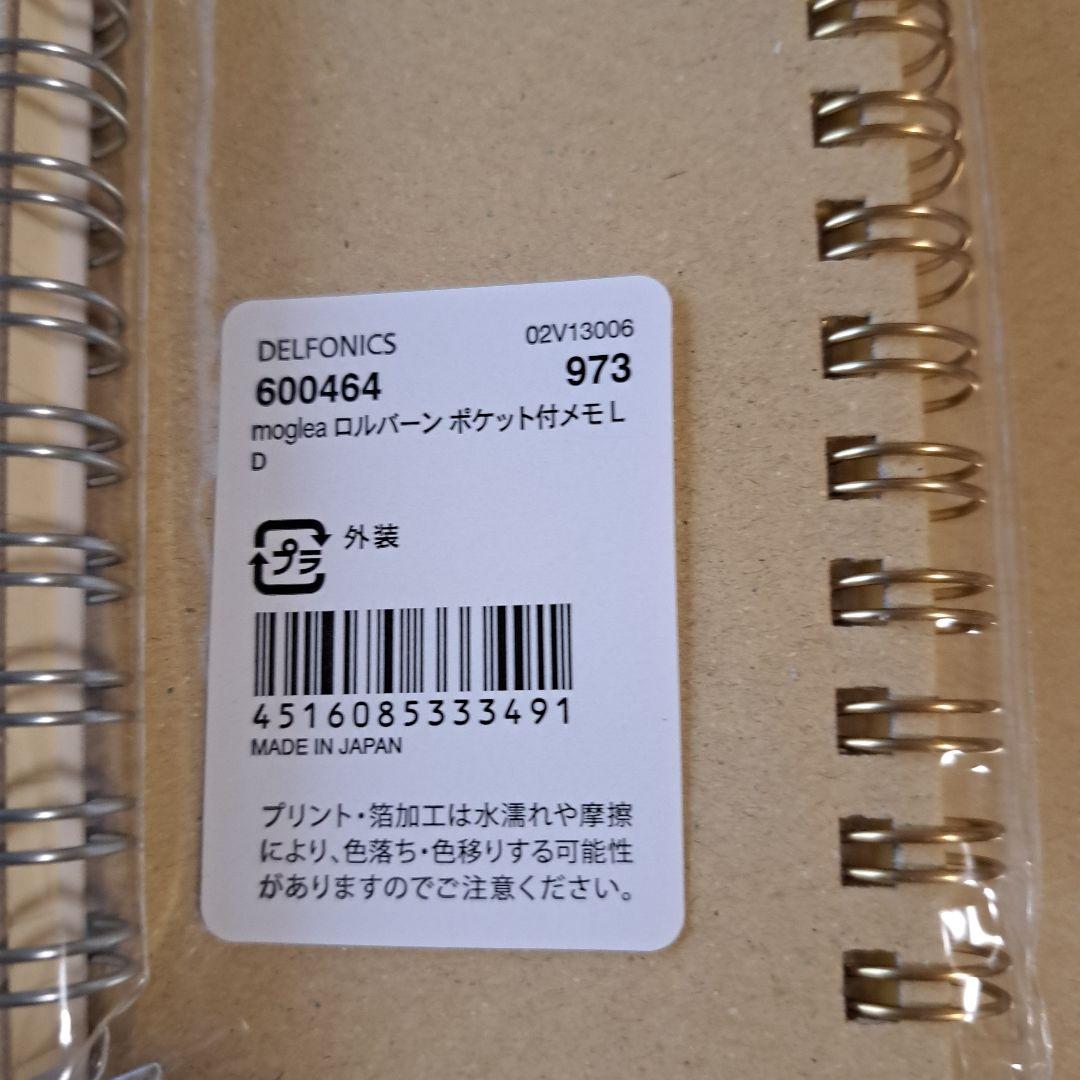 DELFONICS 02V13006
600464 973
moglea ロルバーン ポケット付メモ L
D
プラ 外装
4516085333491
MADE IN JAPAN
プリント・箔加工は水濡れや摩擦
により、色落ち・色移りする可能性
がありますのでご注意ください。